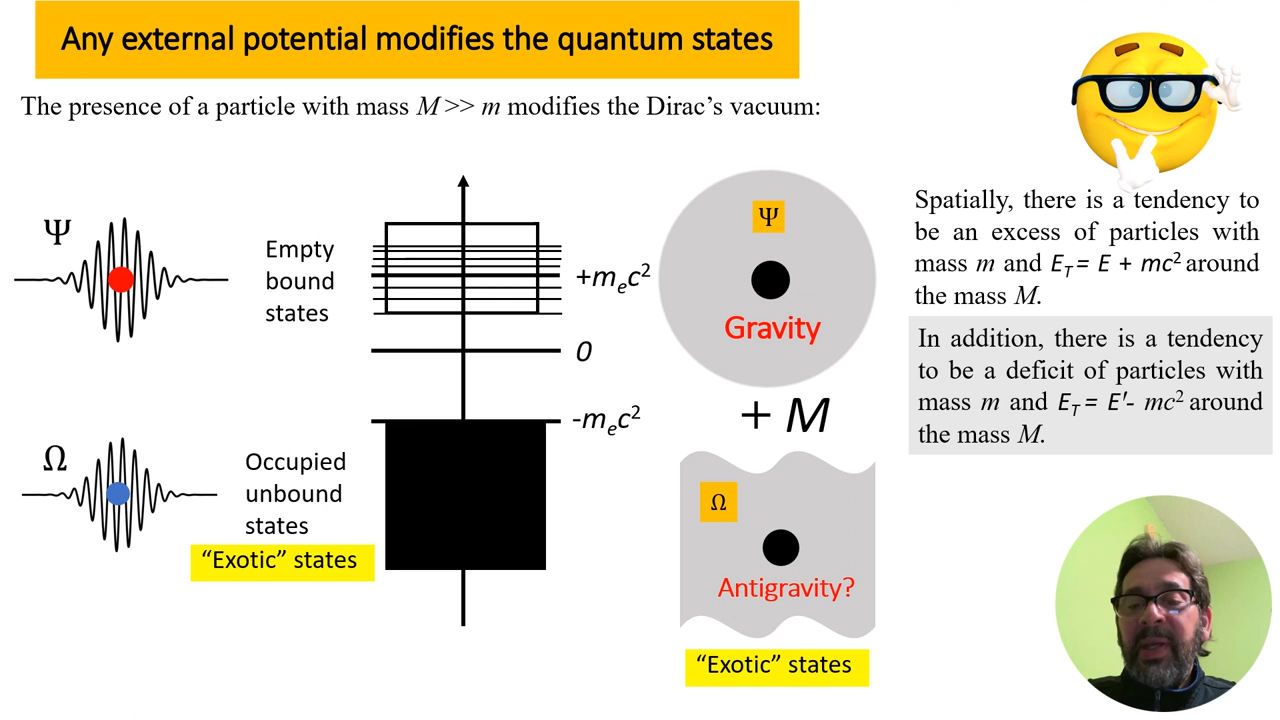 Any external potential modifies the quantum states
The presence of a particle with mass M >> m modifies the Dirac's vacuum:
Ψ
Empty
bound
states
+mₑc²
0
-mₑc²
Ω
Occupied
unbound
states
“Exotic” states
Ψ
Gravity
+ M
Ω
Antigravity?
“Exotic” states
Spatially, there is a tendency to
be an excess of particles with
mass m and E_T = E + mc² around
the mass M.
In addition, there is a tendency
to be a deficit of particles with
mass m and E_T = E'- mc² around
the mass M.